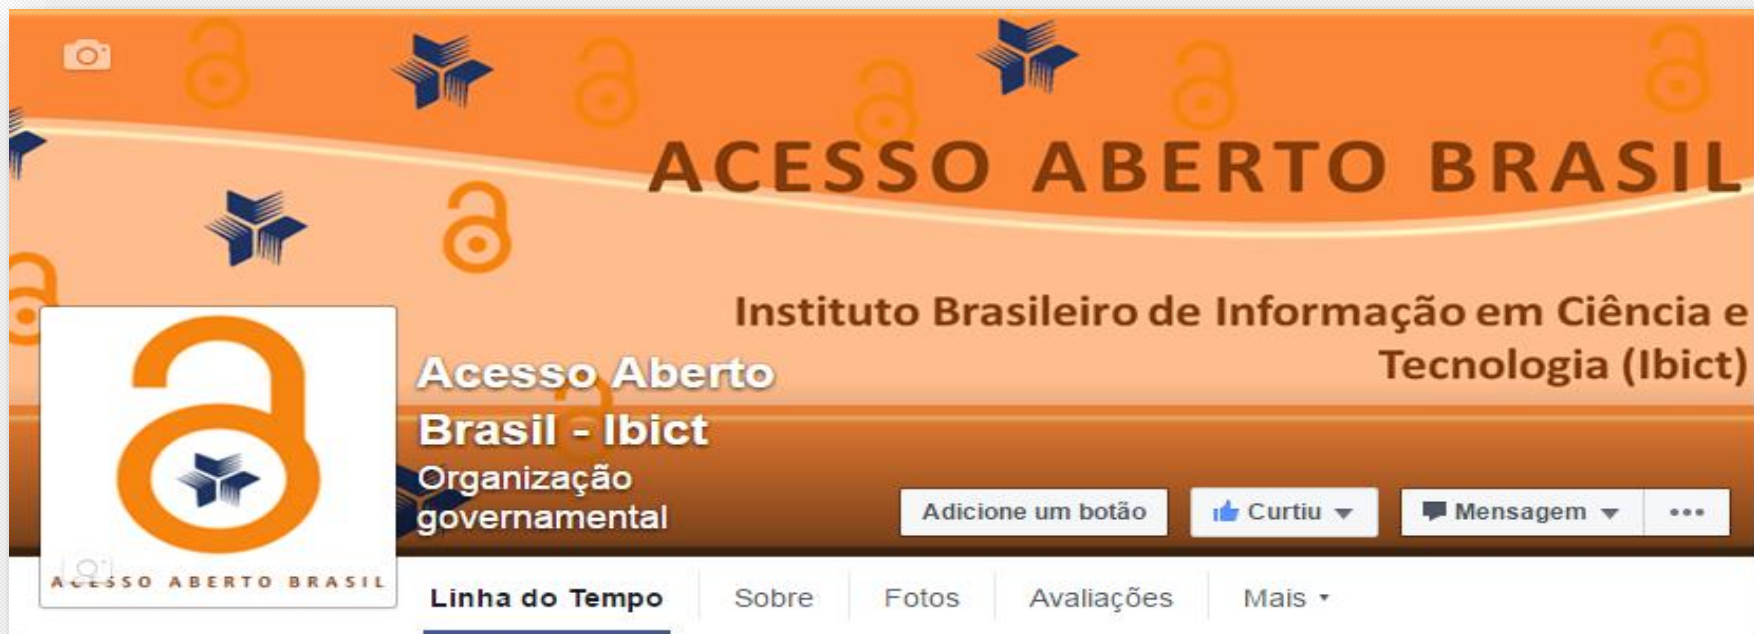 ACESSO ABERTO BRASIL
Instituto Brasileiro de Informação em Ciência e
Tecnologia (Ibict)
Acesso Aberto
Brasil - Ibict
Organização
governamental
Adicione um botão
Curtiu
Mensagem
ACESSO ABERTO BRASIL
Linha do Tempo
Sobre
Fotos
Avaliações
Mais